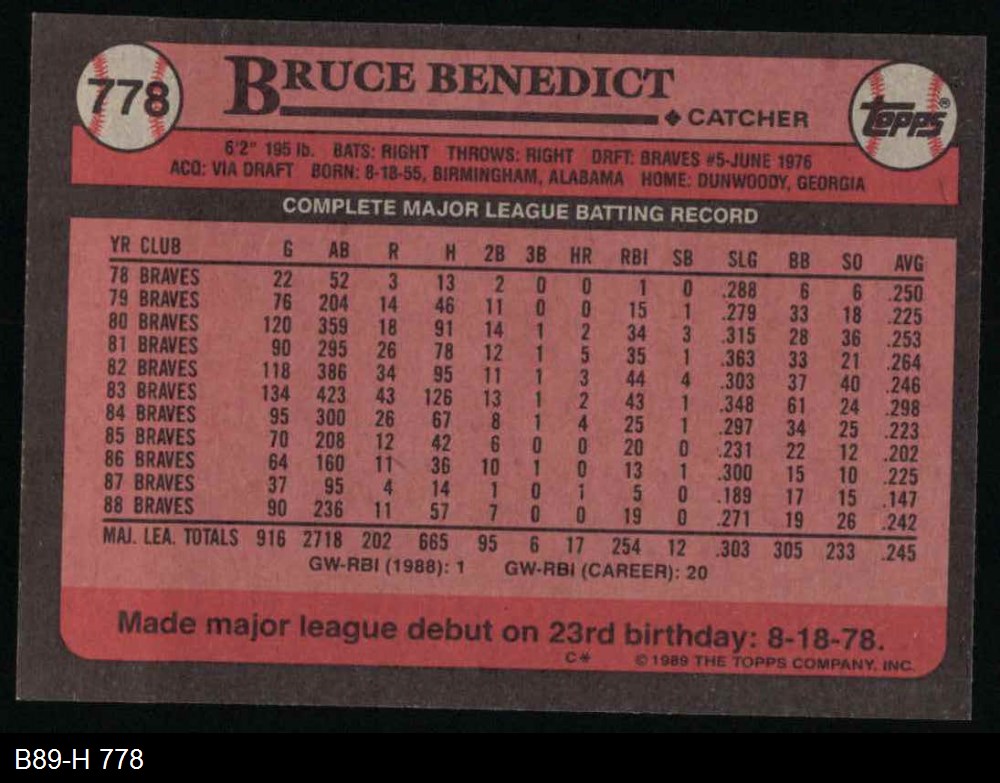 778
BRUCE BENEDICT
TOPPS®
◆ CATCHER
6'2" 195 lb. BATS: RIGHT THROWS: RIGHT DRFT: BRAVES #5-JUNE 1976
ACQ: VIA DRAFT BORN: 8-18-55, BIRMINGHAM, ALABAMA HOME: DUNWOODY, GEORGIA
COMPLETE MAJOR LEAGUE BATTING RECORD
YR CLUB G AB R H 2B 3B HR RBI SB SLG BB SO AVG
78 BRAVES 22 52 3 13 2 0 0 1 0 .288 6 6 .250
79 BRAVES 76 204 14 46 11 0 0 15 1 .279 33 18 .225
80 BRAVES 120 359 18 91 14 1 2 34 3 .315 28 36 .253
81 BRAVES 90 295 26 78 12 1 5 35 1 .363 33 21 .264
82 BRAVES 118 386 34 95 11 1 3 44 4 .303 37 40 .246
83 BRAVES 134 423 43 126 13 1 2 43 1 .348 61 24 .298
84 BRAVES 95 300 26 67 8 1 4 25 1 .297 34 25 .223
85 BRAVES 70 208 12 42 6 0 0 20 0 .231 22 12 .202
86 BRAVES 64 160 11 36 10 1 0 13 1 .300 15 10 .225
87 BRAVES 37 95 4 14 1 0 1 5 0 .189 17 15 .147
88 BRAVES 90 236 11 57 7 0 0 19 0 .271 19 26 .242
MAJ. LEA. TOTALS 916 2718 202 665 95 6 17 254 12 .303 305 233 .245
GW-RBI (1988): 1 GW-RBI (CAREER): 20
Made major league debut on 23rd birthday: 8-18-78.
C* © 1989 THE TOPPS COMPANY, INC.
B89-H 778